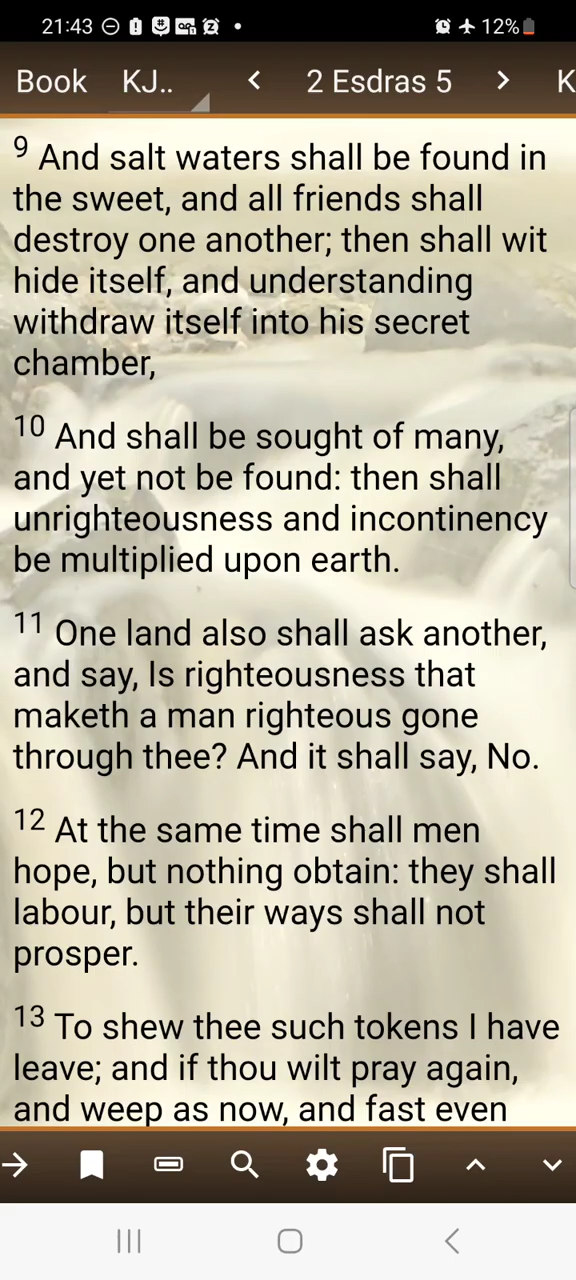 21:43 12%
Book KJ.. 2 Esdras 5 K
9 And salt waters shall be found in
the sweet, and all friends shall
destroy one another; then shall wit
hide itself, and understanding
withdraw itself into his secret
chamber,
10 And shall be sought of many,
and yet not be found: then shall
unrighteousness and incontinency
be multiplied upon earth.
11 One land also shall ask another,
and say, Is righteousness that
maketh a man righteous gone
through thee? And it shall say, No.
12 At the same time shall men
hope, but nothing obtain: they shall
labour, but their ways shall not
prosper.
13 To shew thee such tokens I have
leave; and if thou wilt pray again,
and weep as now, and fast even